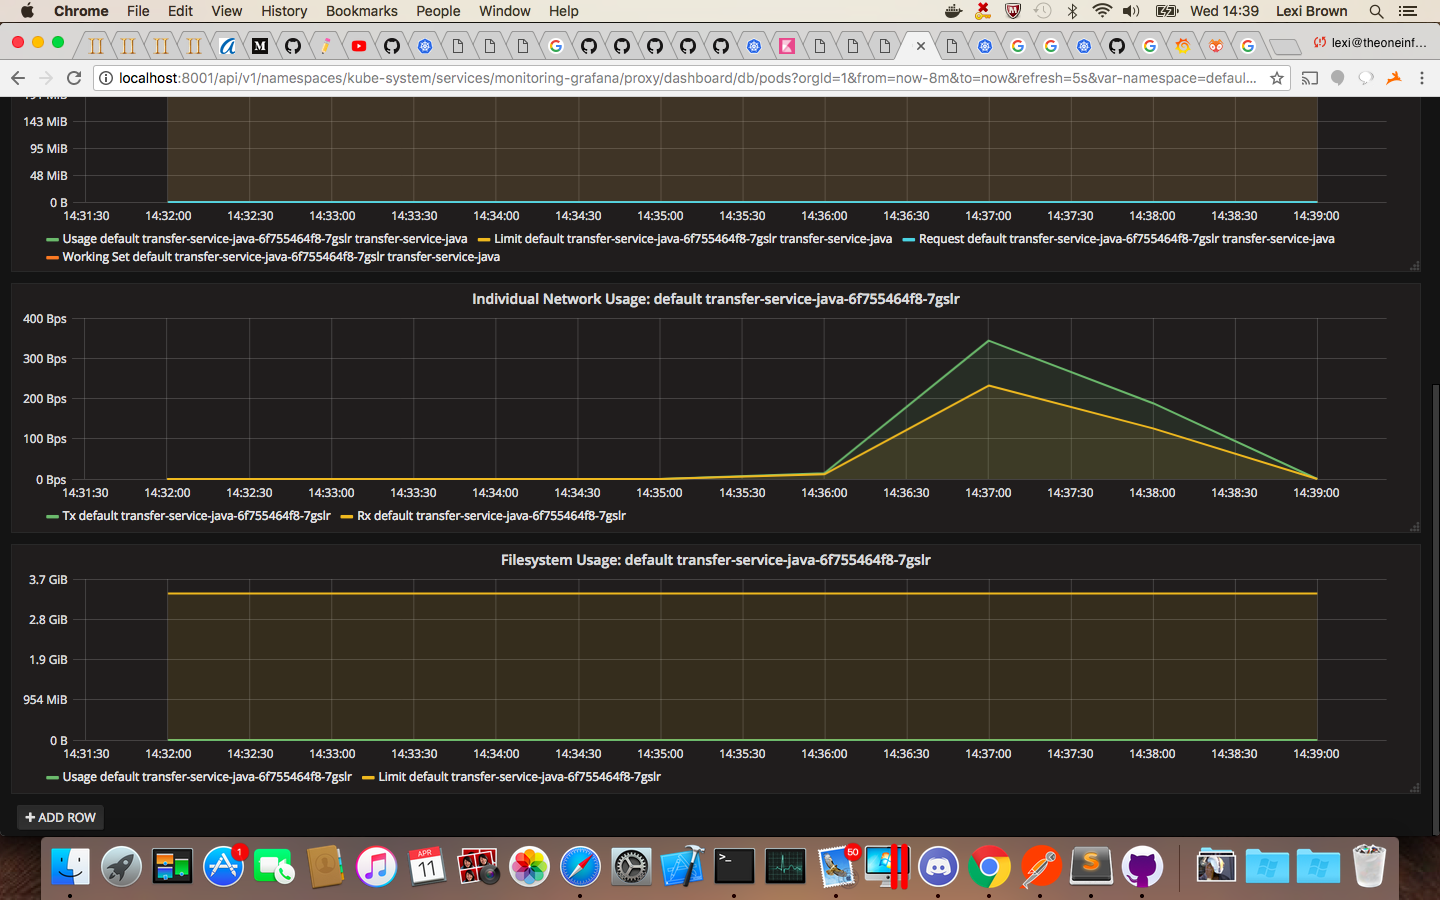 Chrome File Edit View History Bookmarks People Window Help Wed 14:39 Lexi Brown
lexi@theoneinf...
localhost:8001/api/v1/namespaces/kube-system/services/monitoring-grafana/proxy/dashboard/db/pods?orgId=1&from=now-8m&to=now&refresh=5s&var-namespace=defaul...
191 MiB
143 MiB
95 MiB
48 MiB
0 B
14:31:30 14:32:00 14:32:30 14:33:00 14:33:30 14:34:00 14:34:30 14:35:00 14:35:30 14:36:00 14:36:30 14:37:00 14:37:30 14:38:00 14:38:30 14:39:00
Usage default transfer-service-java-6f755464f8-7gslr transfer-service-java Limit default transfer-service-java-6f755464f8-7gslr transfer-service-java Request default transfer-service-java-6f755464f8-7gslr transfer-service-java
Working Set default transfer-service-java-6f755464f8-7gslr transfer-service-java
Individual Network Usage: default transfer-service-java-6f755464f8-7gslr
400 Bps
300 Bps
200 Bps
100 Bps
0 Bps
14:31:30 14:32:00 14:32:30 14:33:00 14:33:30 14:34:00 14:34:30 14:35:00 14:35:30 14:36:00 14:36:30 14:37:00 14:37:30 14:38:00 14:38:30 14:39:00
Tx default transfer-service-java-6f755464f8-7gslr Rx default transfer-service-java-6f755464f8-7gslr
Filesystem Usage: default transfer-service-java-6f755464f8-7gslr
3.7 GiB
2.8 GiB
1.9 GiB
954 MiB
0 B
14:31:30 14:32:00 14:32:30 14:33:00 14:33:30 14:34:00 14:34:30 14:35:00 14:35:30 14:36:00 14:36:30 14:37:00 14:37:30 14:38:00 14:38:30 14:39:00
Usage default transfer-service-java-6f755464f8-7gslr Limit default transfer-service-java-6f755464f8-7gslr
+ ADD ROW
1
APR
11
>_
50
S